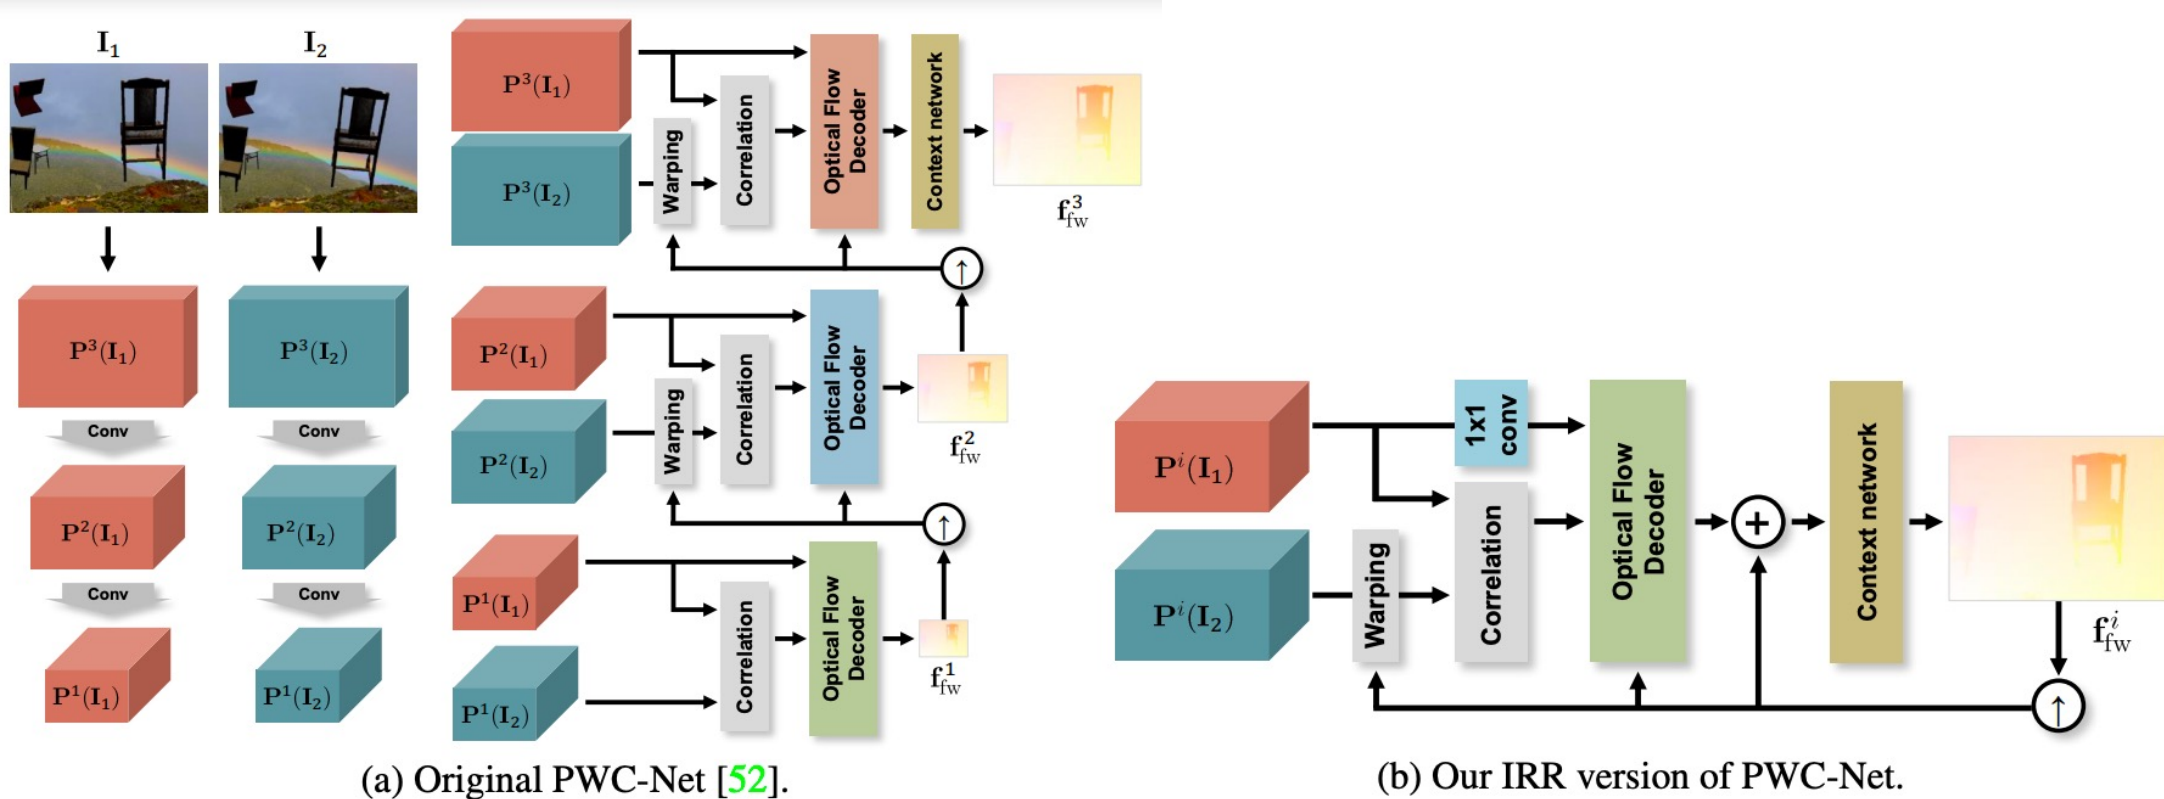 I₁
I₂
P³(I₁)
P³(I₂)
Conv
Conv
P²(I₁)
P²(I₂)
Conv
Conv
P¹(I₁)
P¹(I₂)
P³(I₁)
P³(I₂)
Warping
Correlation
Optical Flow
Decoder
Context network
f³fw
↑
P²(I₁)
P²(I₂)
Warping
Correlation
Optical Flow
Decoder
f²fw
↑
P¹(I₁)
P¹(I₂)
Correlation
Optical Flow
Decoder
f¹fw
(a) Original PWC-Net [52].
Pⁱ(I₁)
Pⁱ(I₂)
1x1
conv
Warping
Correlation
Optical Flow
Decoder
+
Context network
fⁱfw
↑
(b) Our IRR version of PWC-Net.